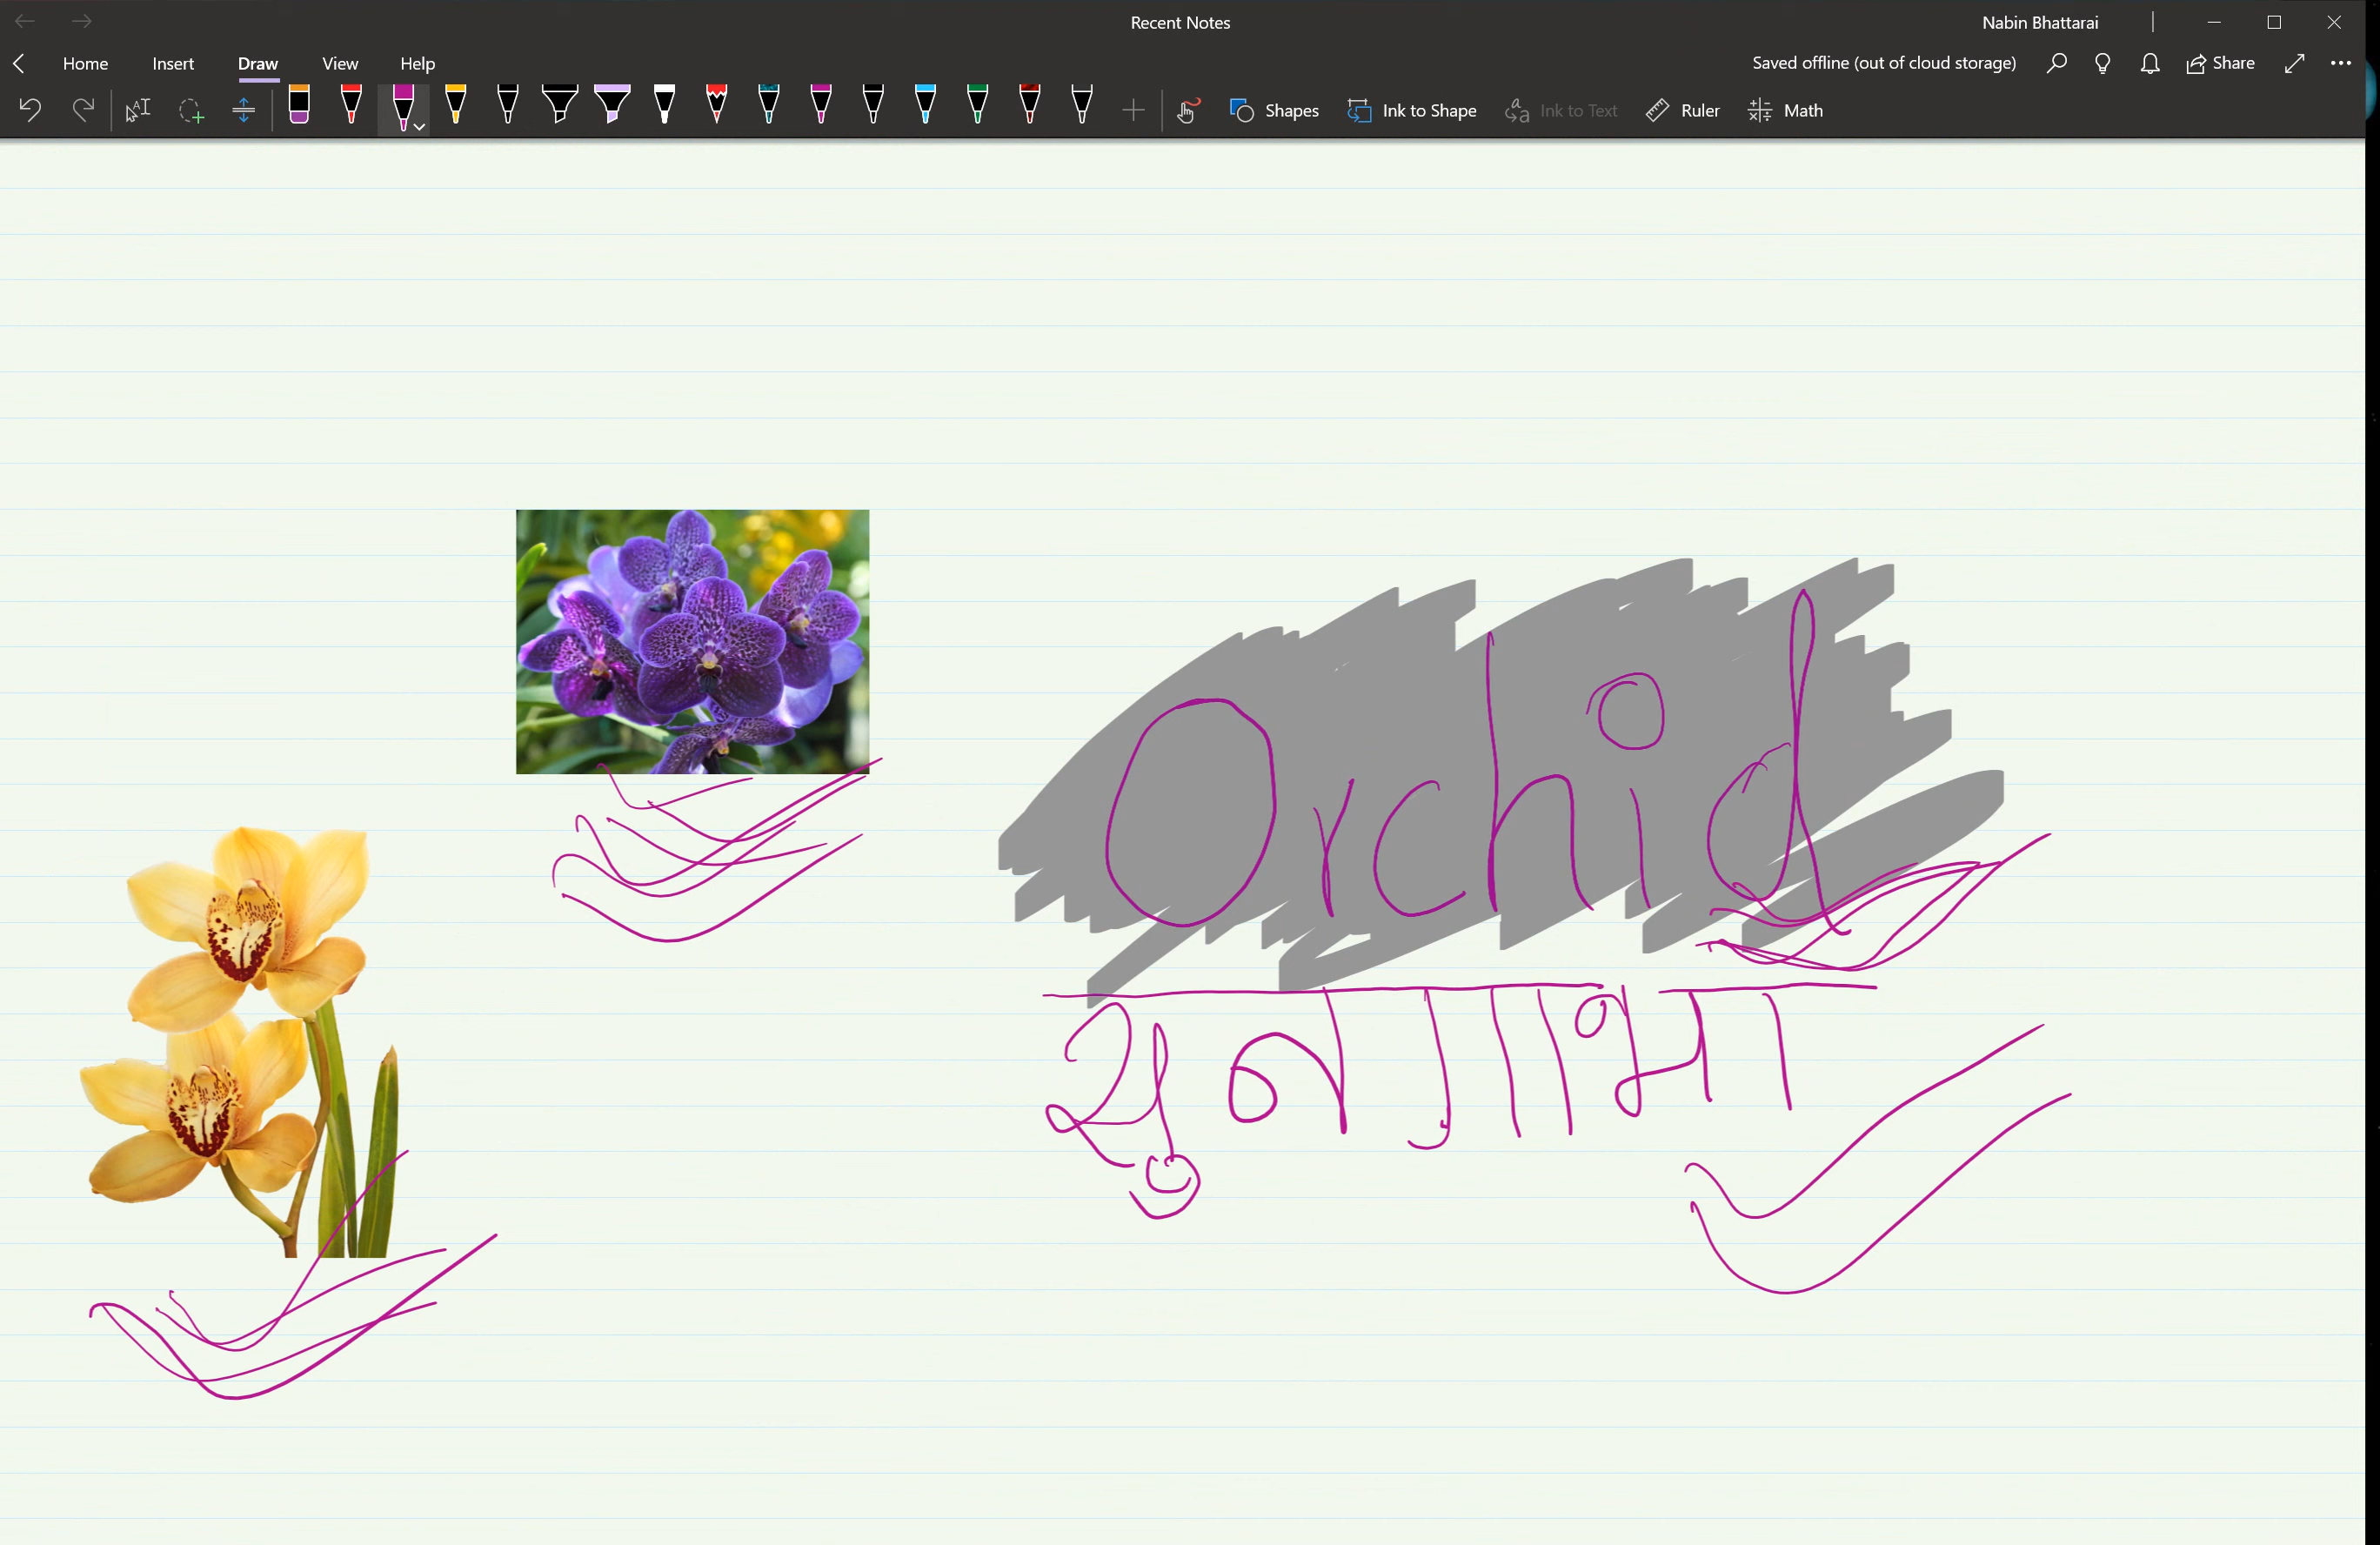 Recent Notes
Nabin Bhattarai
Home Insert Draw View Help
Saved offline (out of cloud storage)
Share
Shapes Ink to Shape Ink to Text Ruler Math
Orchid
सुनगाभा